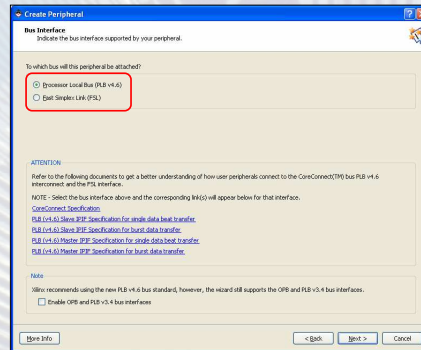 Create Peripheral
Bus Interface
Indicate the bus interface supported by your peripheral.
To which bus will this peripheral be attached?
Processor Local Bus (PLB v4.6)
Fast Simplex Link (FSL)
ATTENTION
Refer to the following documents to get a better understanding of how user peripherals connect to the CoreConnect(TM) bus PLB v4.6
interconnect and the FSL interface.
NOTE - Select the bus interface above and the corresponding link(s) will appear below for that interface.
CoreConnect Specification
PLB (v4.6) Slave IPIF Specification for single data beat transfer
PLB (v4.6) Slave IPIF Specification for burst data transfer
PLB (v4.6) Master IPIF Specification for single data beat transfer
PLB (v4.6) Master IPIF Specification for burst data transfer
Note
Xilinx recommends using the new PLB v4.6 bus standard, however, the wizard still supports the OPB and PLB v3.4 bus interfaces.
Enable OPB and PLB v3.4 bus interfaces
More Info
< Back
Next >
Cancel